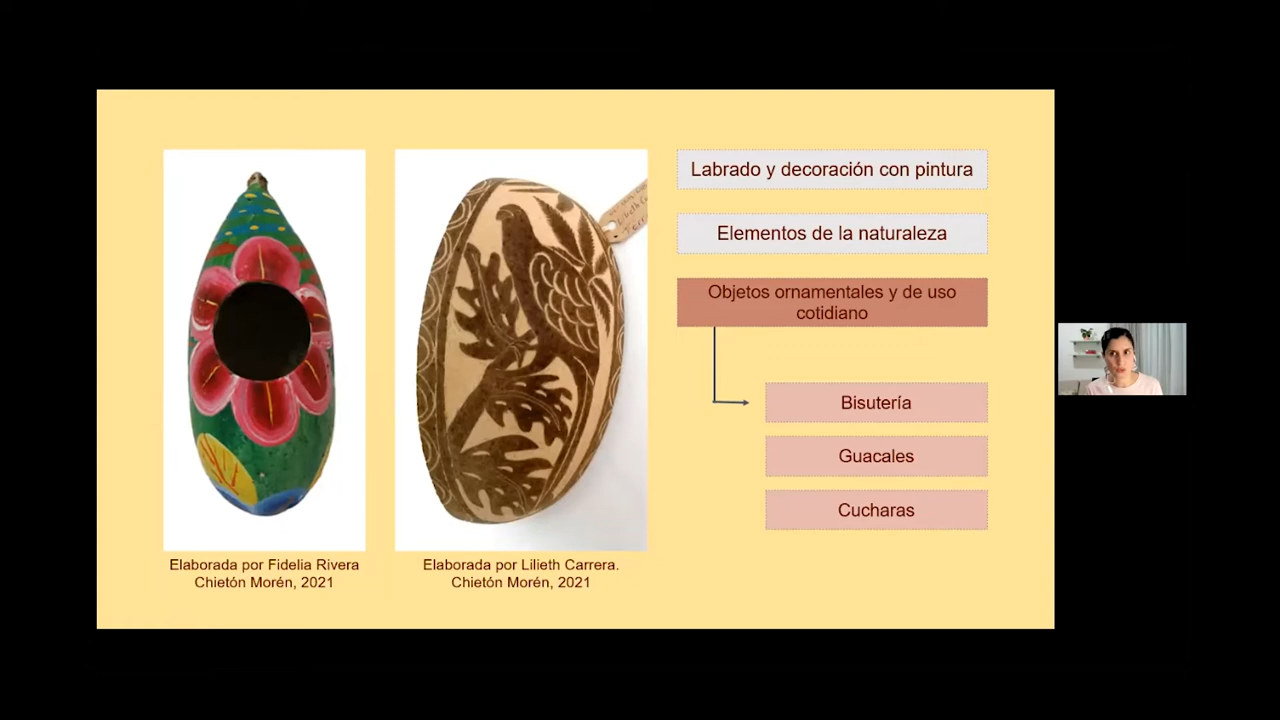 Labrado y decoración con pintura
Elementos de la naturaleza
Objetos ornamentales y de uso
cotidiano
Bisutería
Guacales
Cucharas
Elaborada por Fidelia Rivera
Chietón Morén, 2021
Elaborada por Lilieth Carrera.
Chietón Morén, 2021